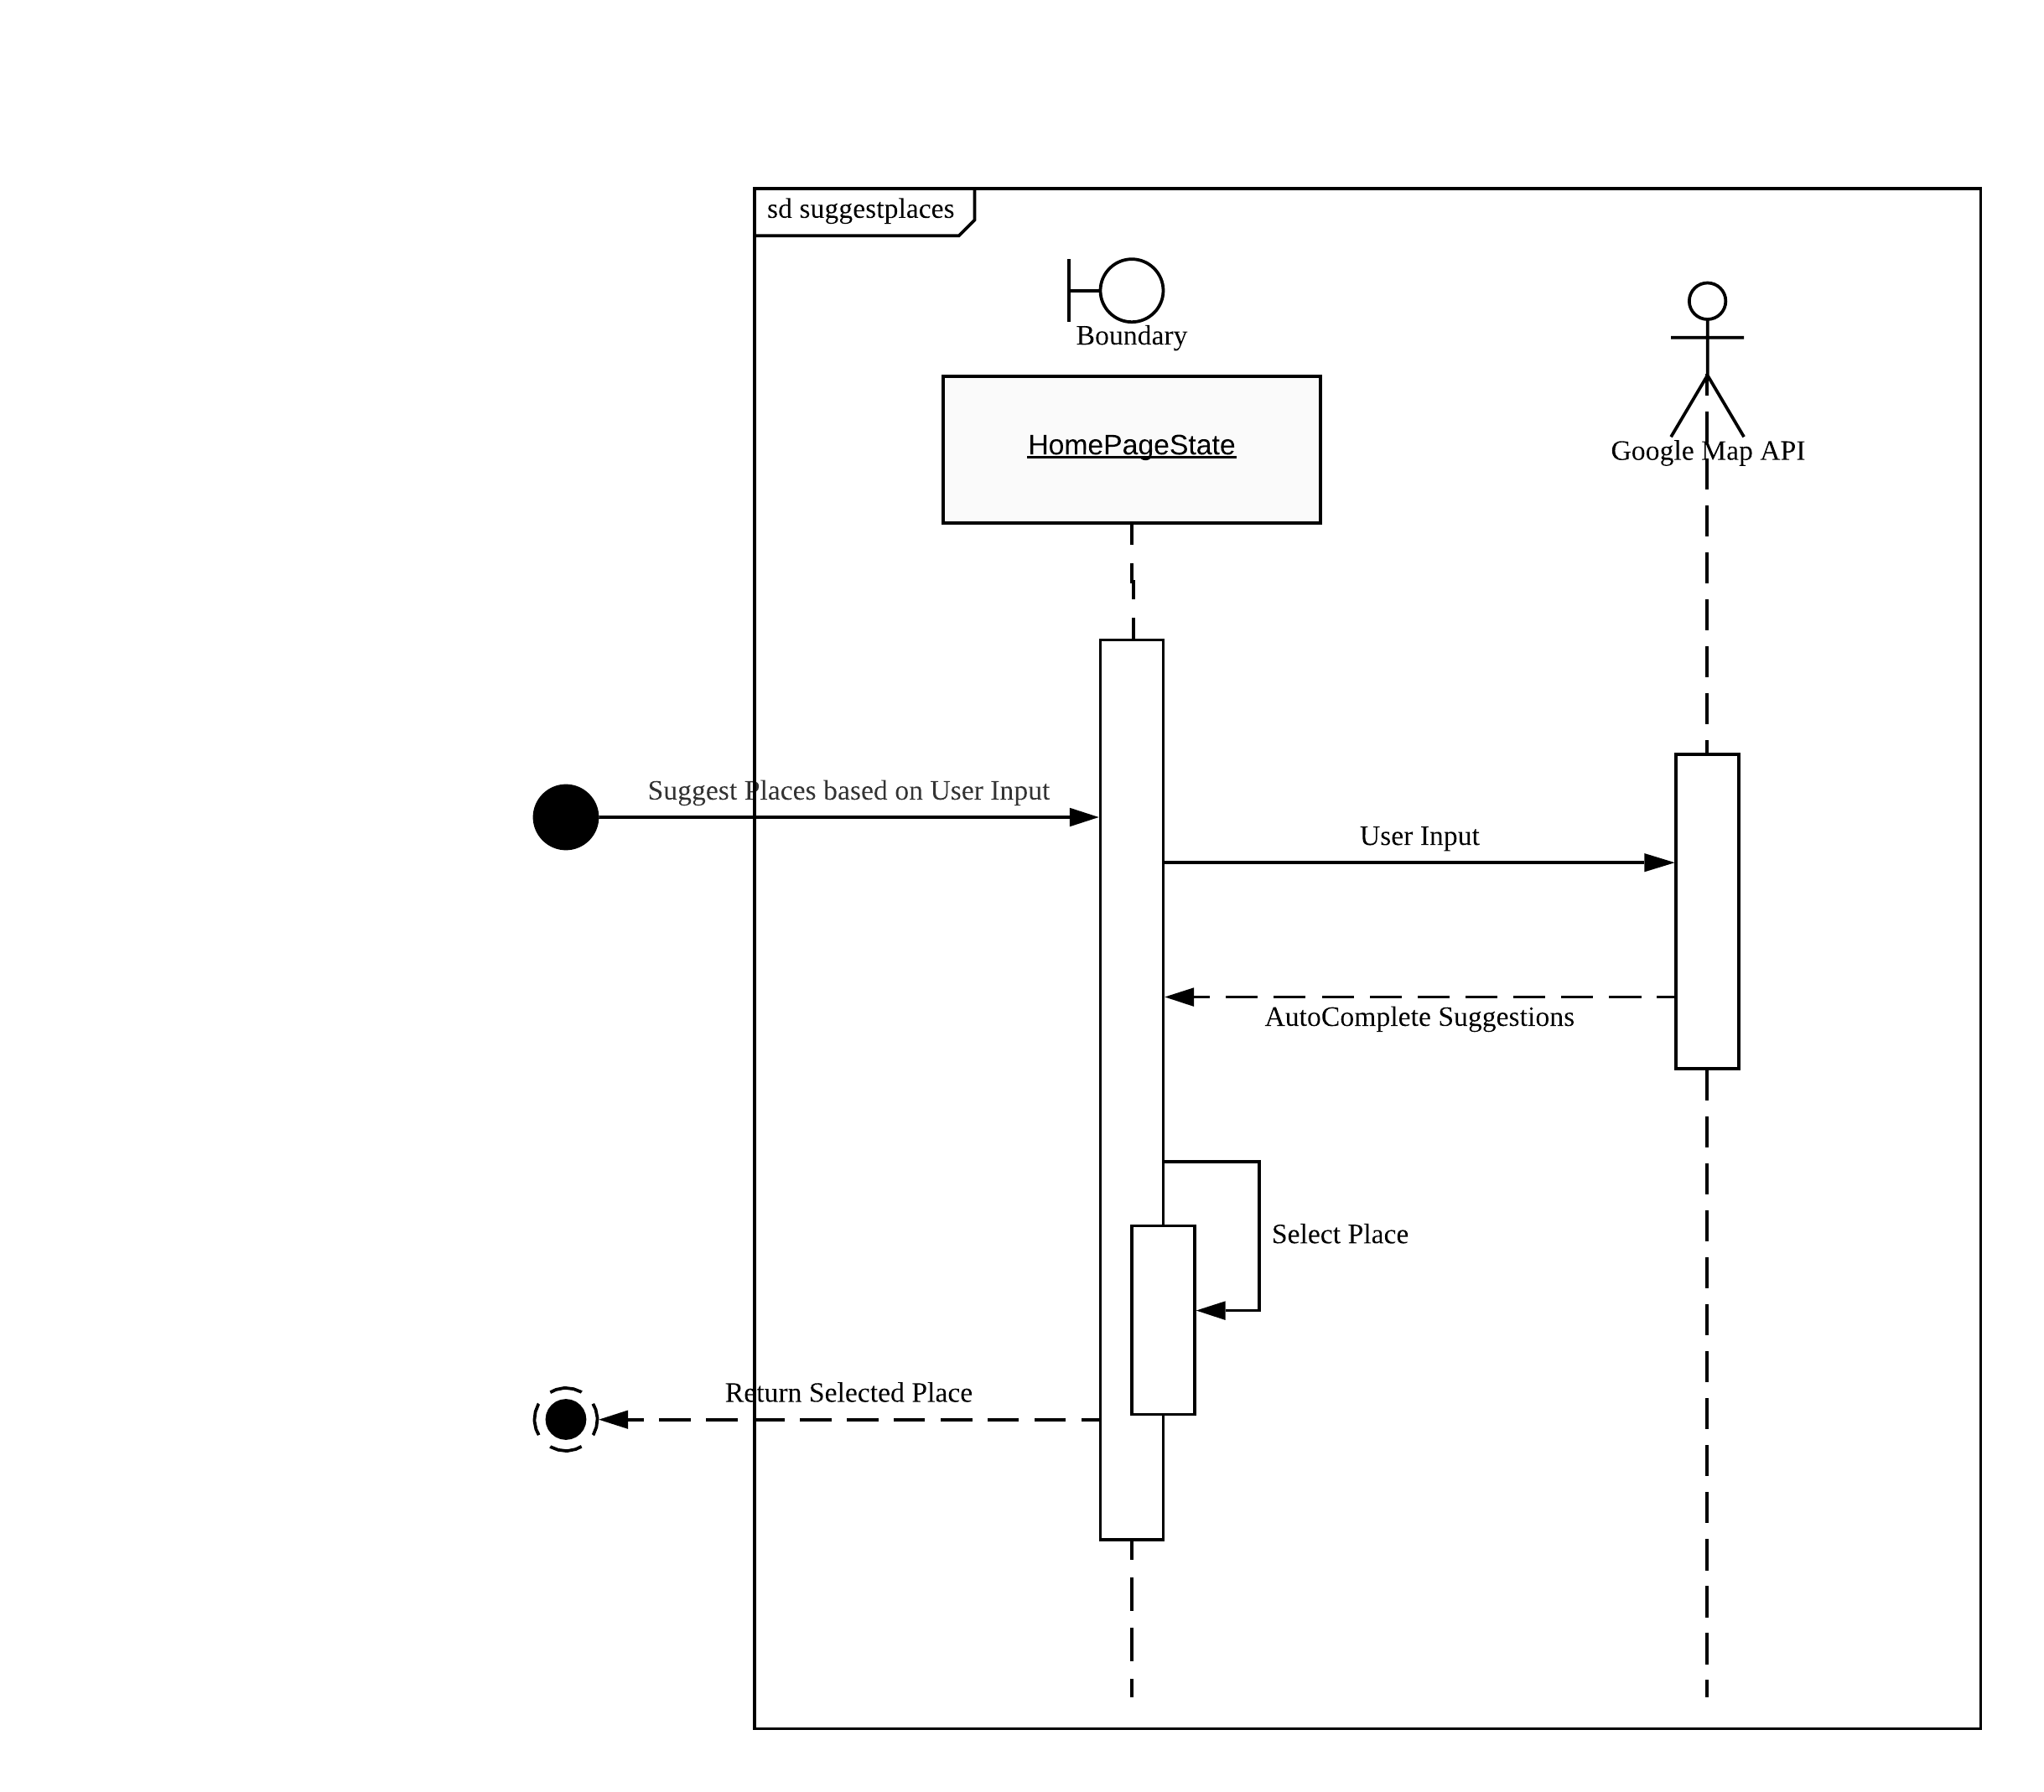 sd suggestplaces
Boundary
HomePageState
Google Map API
Suggest Places based on User Input
User Input
AutoComplete Suggestions
Select Place
Return Selected Place